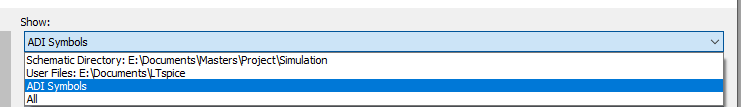 Show:
ADI Symbols
Schematic Directory: E:\Documents\Masters\Project\Simulation
User Files: E:\Documents\LTspice
ADI Symbols
All